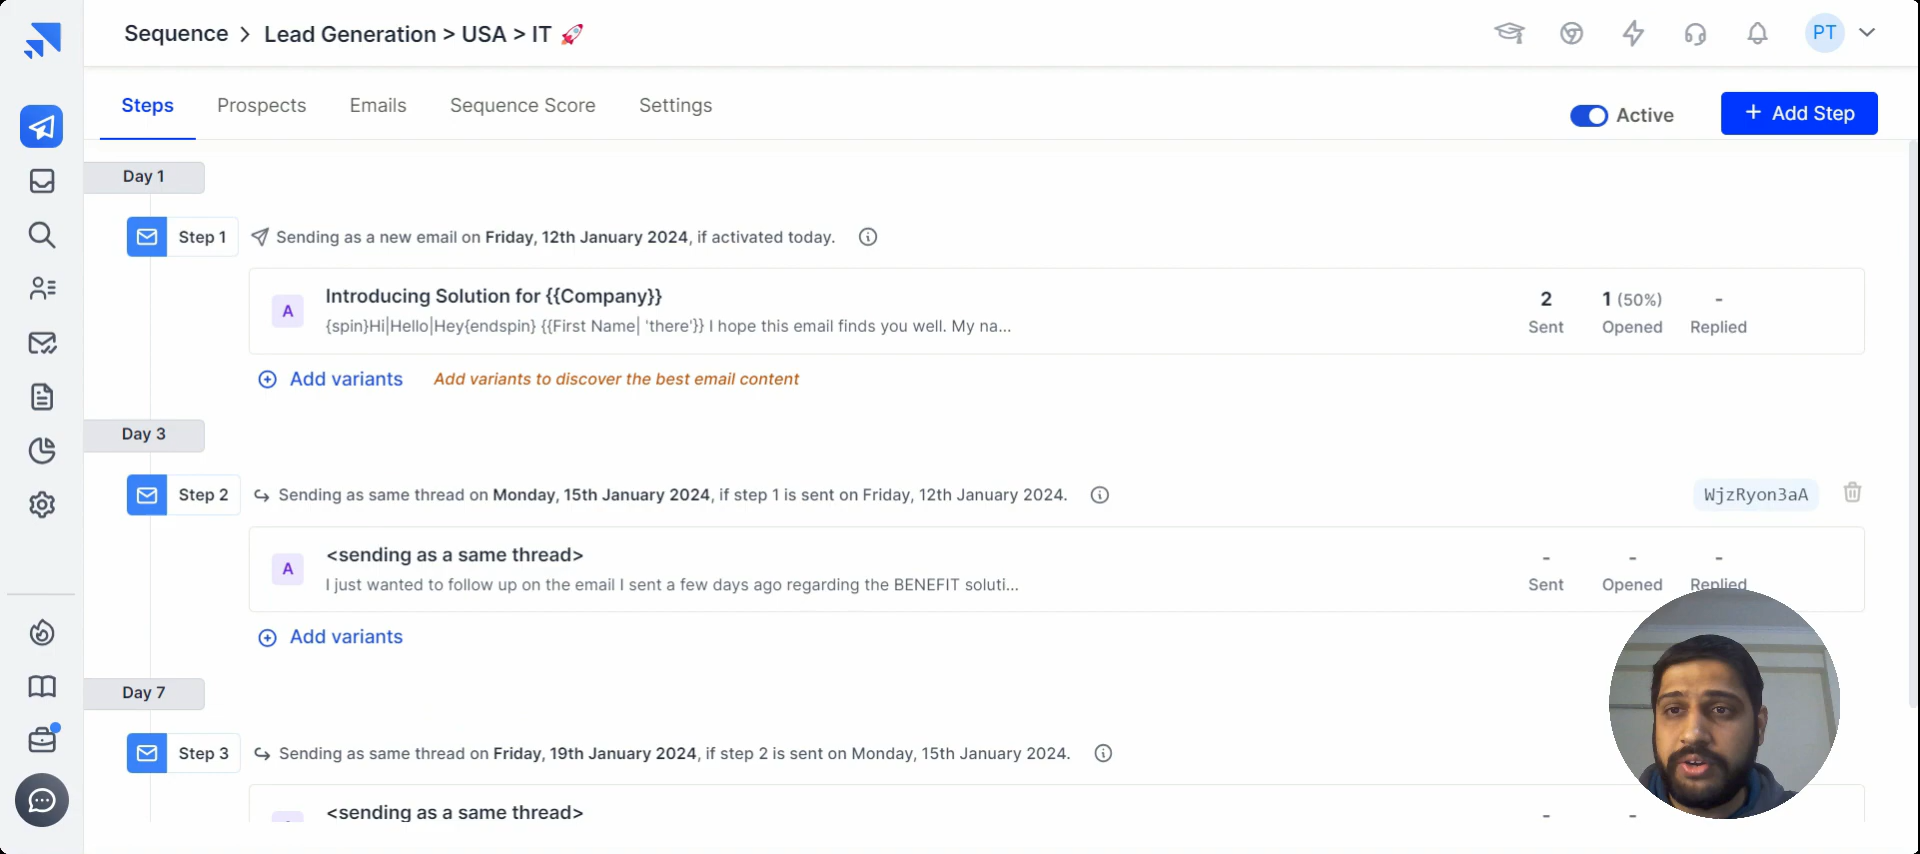 Sequence > Lead Generation > USA > IT 🚀
PT
Steps Prospects Emails Sequence Score Settings
Active
+ Add Step
Day 1
Step 1 Sending as a new email on Friday, 12th January 2024, if activated today.
A
Introducing Solution for {{Company}}
{spin}Hi|Hello|Hey{endspin} {{First Name| 'there'}} I hope this email finds you well. My na...
2 1 (50%) -
Sent Opened Replied
Add variants Add variants to discover the best email content
Day 3
Step 2 Sending as same thread on Monday, 15th January 2024, if step 1 is sent on Friday, 12th January 2024.
WjzRyon3aA
A
<sending as a same thread>
I just wanted to follow up on the email I sent a few days ago regarding the BENEFIT soluti...
- - -
Sent Opened Replied
Add variants
Day 7
Step 3 Sending as same thread on Friday, 19th January 2024, if step 2 is sent on Monday, 15th January 2024.
<sending as a same thread>
- -